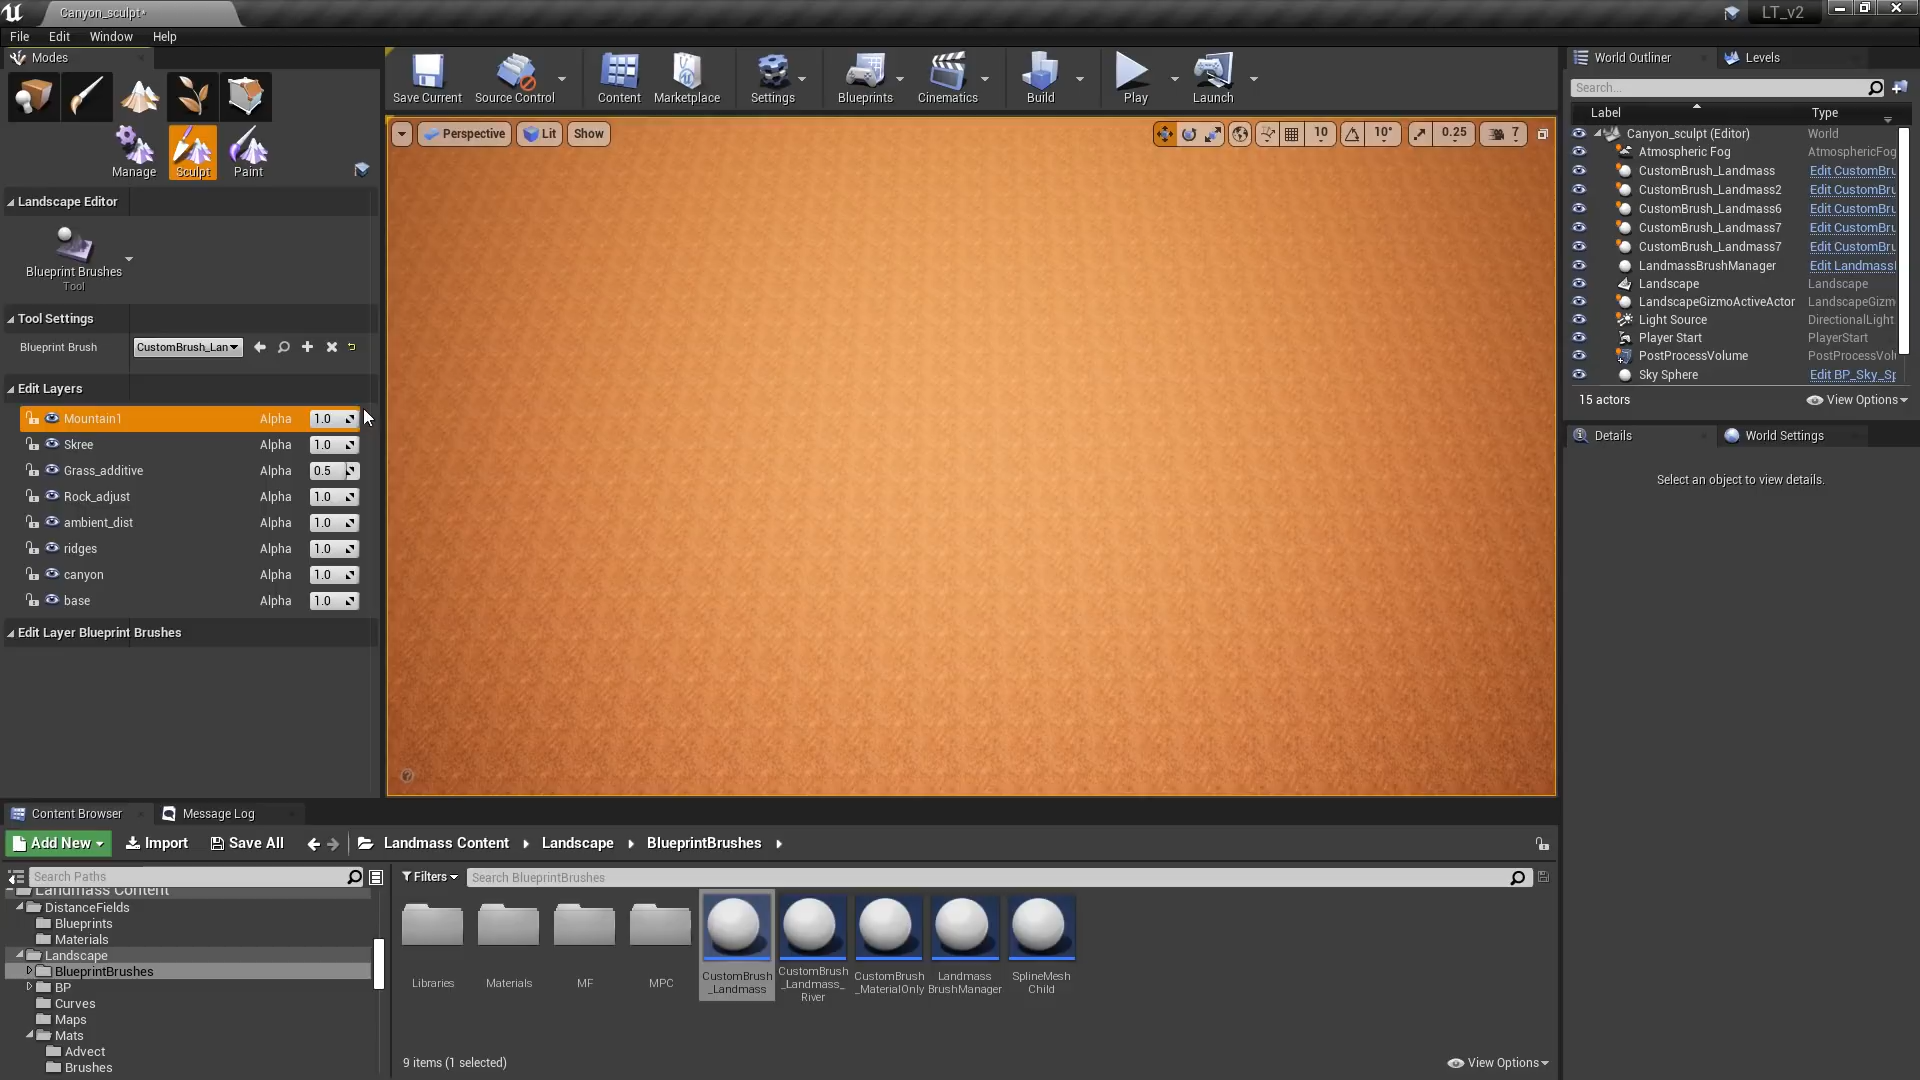 Canyon_sculpt*
LT_v2
File Edit Window Help
Modes
Manage Sculpt Paint
Landscape Editor
Blueprint Brushes
Tool
Tool Settings
Blueprint Brush CustomBrush_Lan
Edit Layers
Mountain1 Alpha 1.0
Skree Alpha 1.0
Grass_additive Alpha 0.5
Rock_adjust Alpha 1.0
ambient_dist Alpha 1.0
ridges Alpha 1.0
canyon Alpha 1.0
base Alpha 1.0
Edit Layer Blueprint Brushes
Save Current Source Control Content Marketplace Settings Blueprints Cinematics Build Play Launch
Perspective Lit Show 10 10° 0.25 7
World Outliner Levels
Search...
Label Type
Canyon_sculpt (Editor) World
Atmospheric Fog AtmosphericFog
CustomBrush_Landmass Edit CustomBru
CustomBrush_Landmass2 Edit CustomBru
CustomBrush_Landmass6 Edit CustomBru
CustomBrush_Landmass7 Edit CustomBru
CustomBrush_Landmass7 Edit CustomBru
LandmassBrushManager Edit Landmass
Landscape Landscape
LandscapeGizmoActiveActor LandscapeGizm
Light Source DirectionalLight
Player Start PlayerStart
PostProcessVolume PostProcessVol
Sky Sphere Edit BP_Sky_Sp
15 actors View Options
Details World Settings
Select an object to view details.
Content Browser Message Log
Add New Import Save All Landmass Content Landscape BlueprintBrushes
Search Paths
Landmass Content
DistanceFields
Blueprints
Materials
Landscape
BlueprintBrushes
BP
Curves
Maps
Mats
Advect
Brushes
Filters Search BlueprintBrushes
Libraries
Materials
MF
MPC
CustomBrush
_Landmass
CustomBrush
_Landmass_
River
CustomBrush
_MaterialOnly
Landmass
BrushManager
SplineMesh
Child
9 items (1 selected) View Options